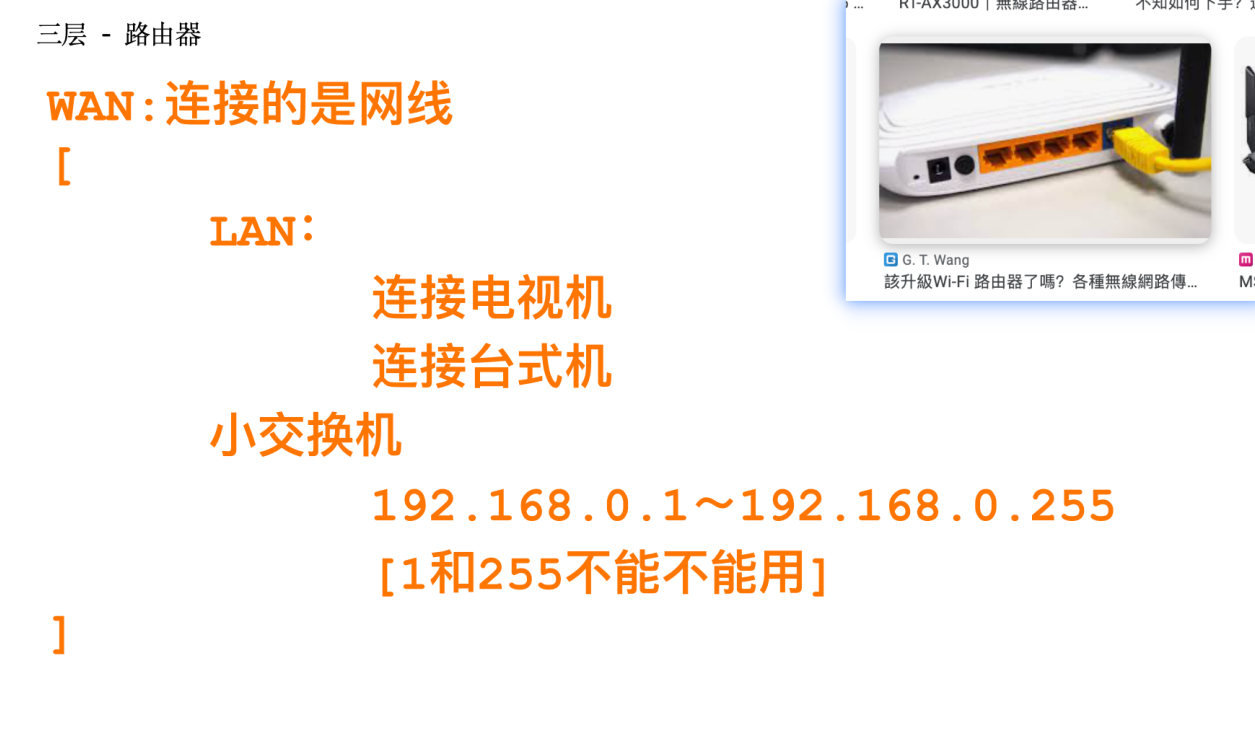 三层 - 路由器
WAN:连接的是网线
[
LAN：
连接电视机
连接台式机
小交换机
192.168.0.1～192.168.0.255
[1和255不能不能用]
]
RT-AX3000｜無線路由器...
不知如何下手？
G. T. Wang
該升級Wi-Fi 路由器了嗎？各種無線網路傳...